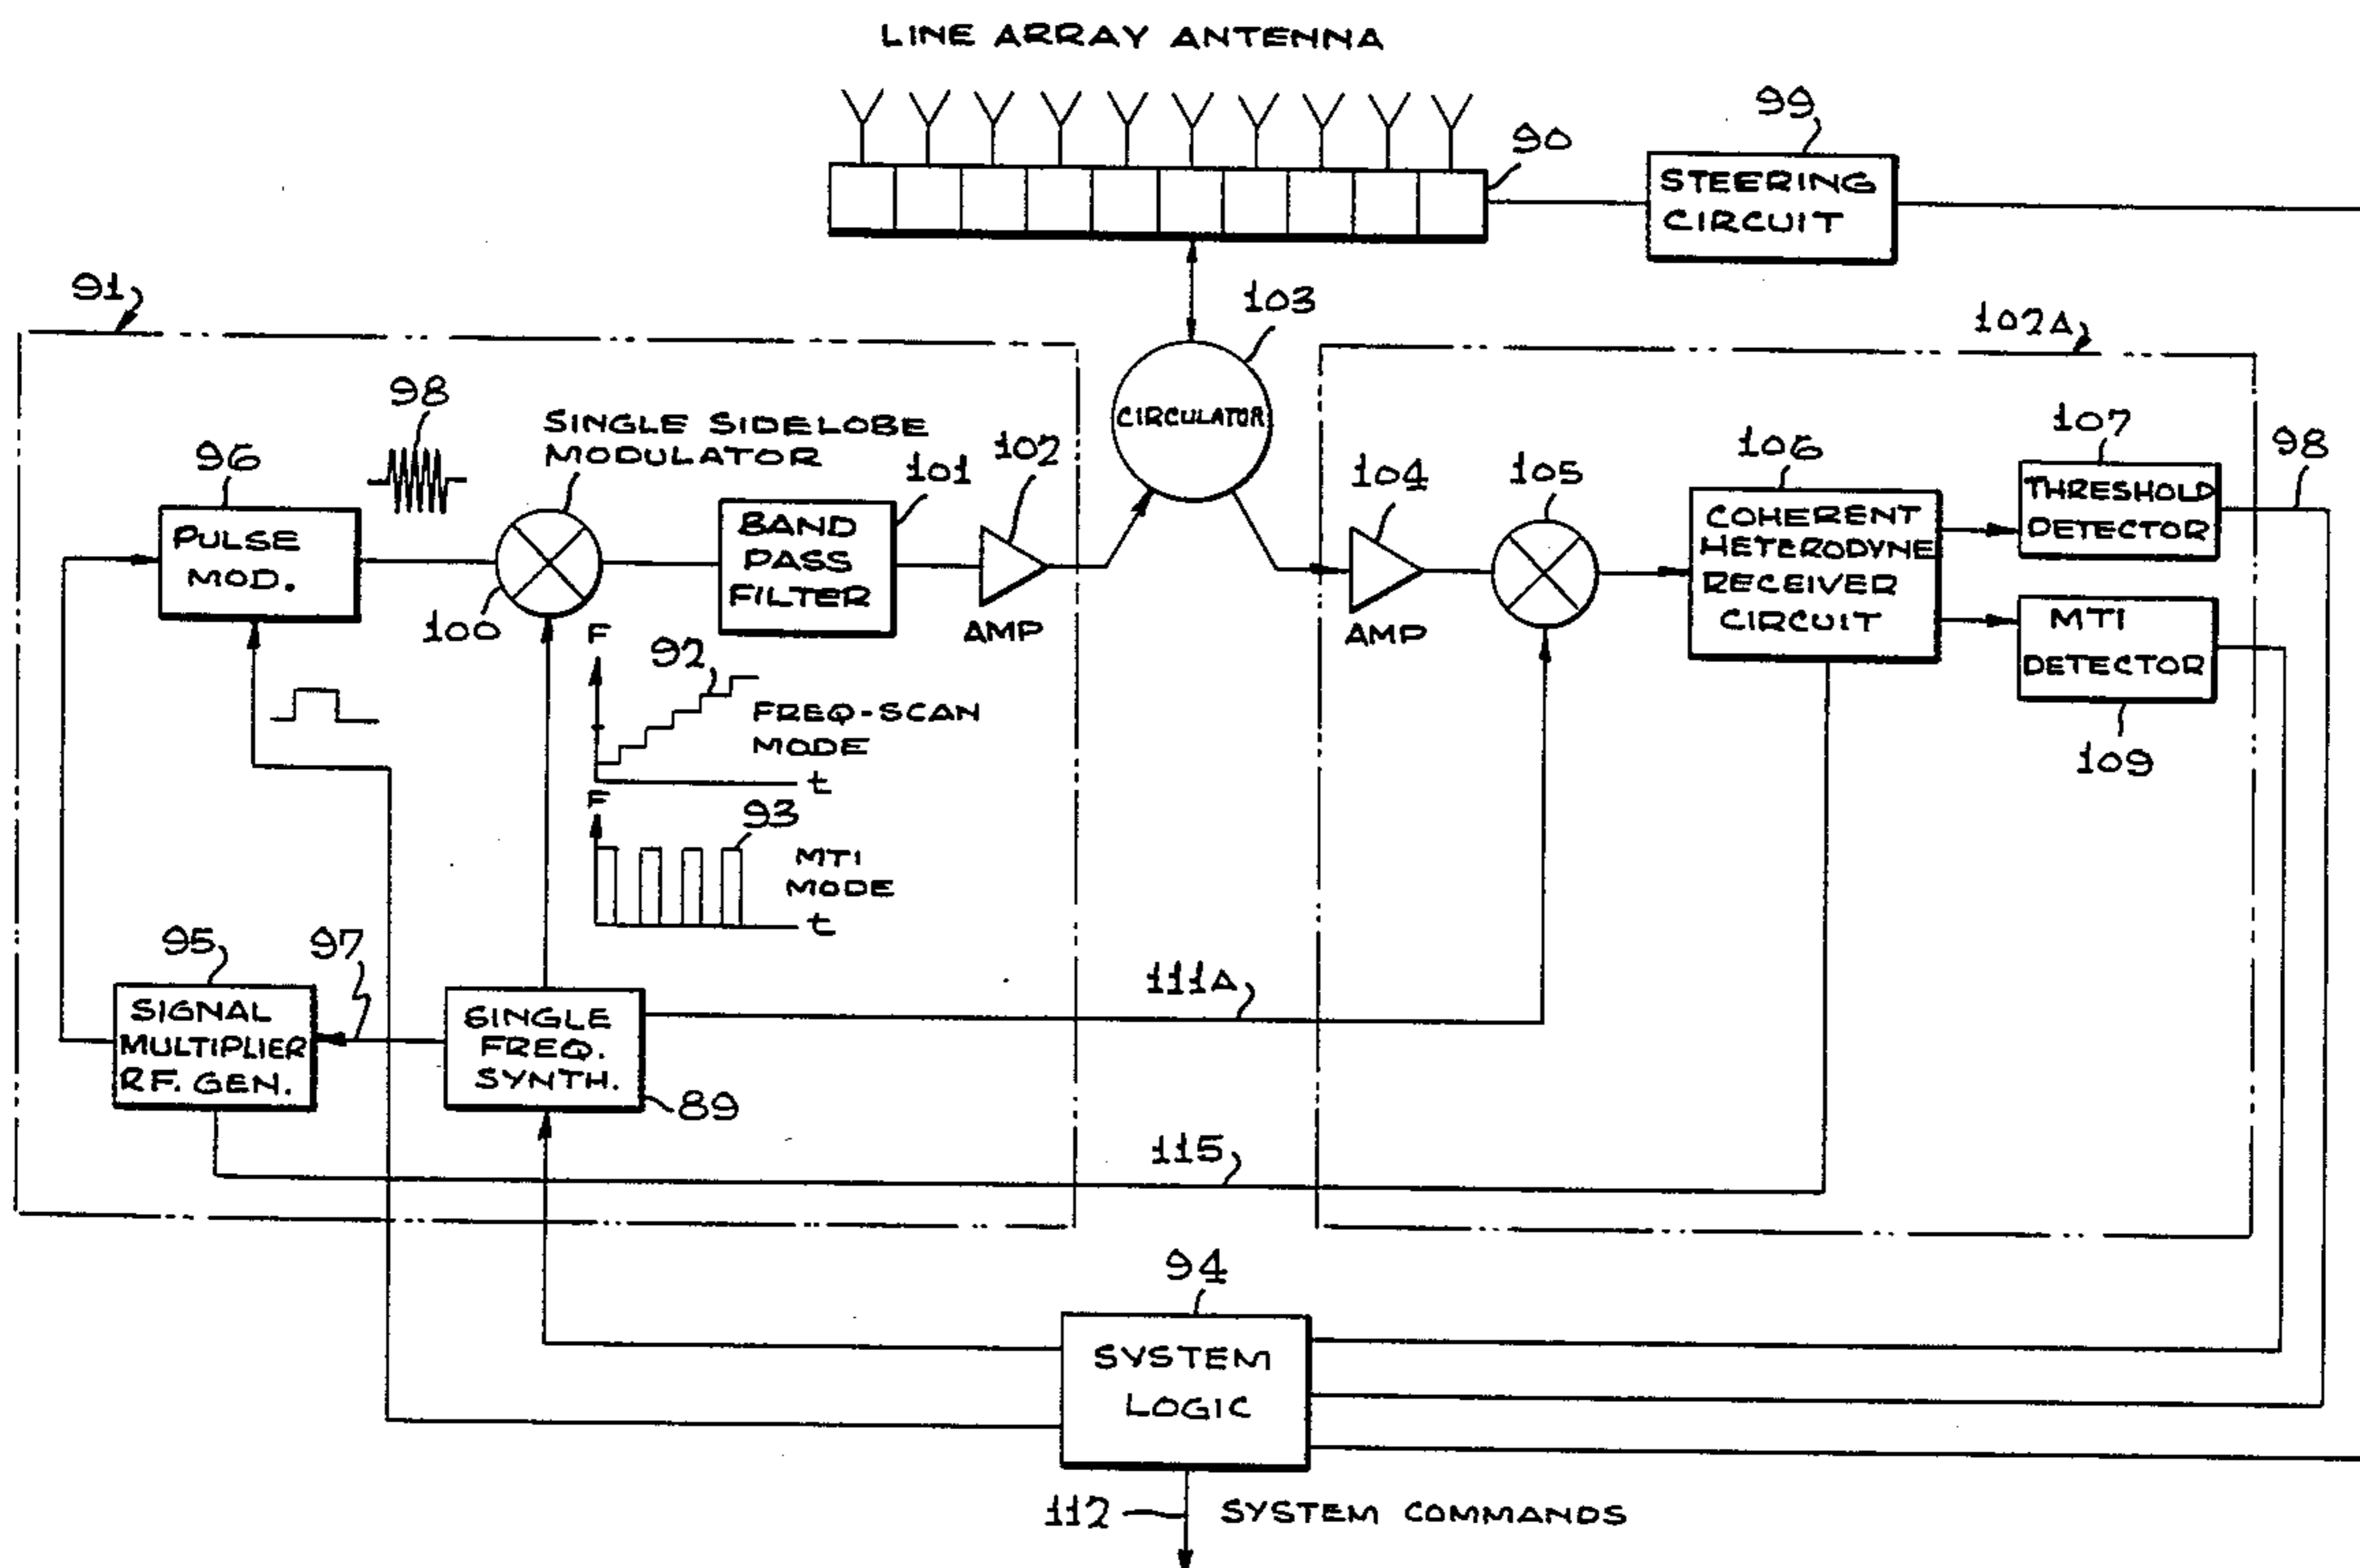 LINE ARRAY ANTENNA
90
99
STEERING
CIRCUIT
91
103
CIRCULATOR
102A
98
96
PULSE
MOD.
SINGLE SIDELOBE
MODULATOR
100
101
BAND
PASS
FILTER
102
AMP
104
AMP
105
106
COHERENT
HETERODYNE
RECEIVER
CIRCUIT
107
THRESHOLD
DETECTOR
98
MTI
DETECTOR
109
F
92
FREQ-SCAN
MODE
t
F
93
MTI
MODE
t
95
SIGNAL
MULTIPLIER
RF. GEN.
97
SINGLE
FREQ.
SYNTH.
89
111A
115
94
SYSTEM
LOGIC
112
SYSTEM COMMANDS